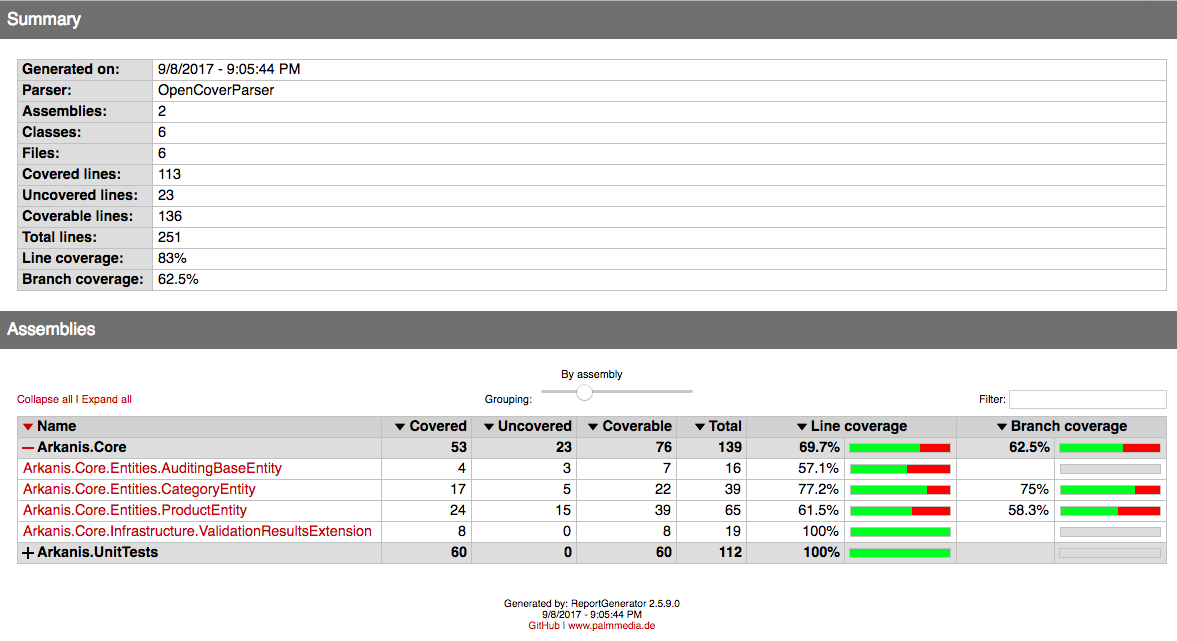 Summary
Generated on: 9/8/2017 - 9:05:44 PM
Parser: OpenCoverParser
Assemblies: 2
Classes: 6
Files: 6
Covered lines: 113
Uncovered lines: 23
Coverable lines: 136
Total lines: 251
Line coverage: 83%
Branch coverage: 62.5%
Assemblies
By assembly
Collapse all | Expand all Grouping: Filter:
Name Covered Uncovered Coverable Total Line coverage Branch coverage
Arkanis.Core 53 23 76 139 69.7% 62.5%
Arkanis.Core.Entities.AuditingBaseEntity 4 3 7 16 57.1%
Arkanis.Core.Entities.CategoryEntity 17 5 22 39 77.2% 75%
Arkanis.Core.Entities.ProductEntity 24 15 39 65 61.5% 58.3%
Arkanis.Core.Infrastructure.ValidationResultsExtension 8 0 8 19 100%
Arkanis.UnitTests 60 0 60 112 100%
Generated by: ReportGenerator 2.5.9.0
9/8/2017 - 9:05:44 PM
GitHub | www.palmmedia.de